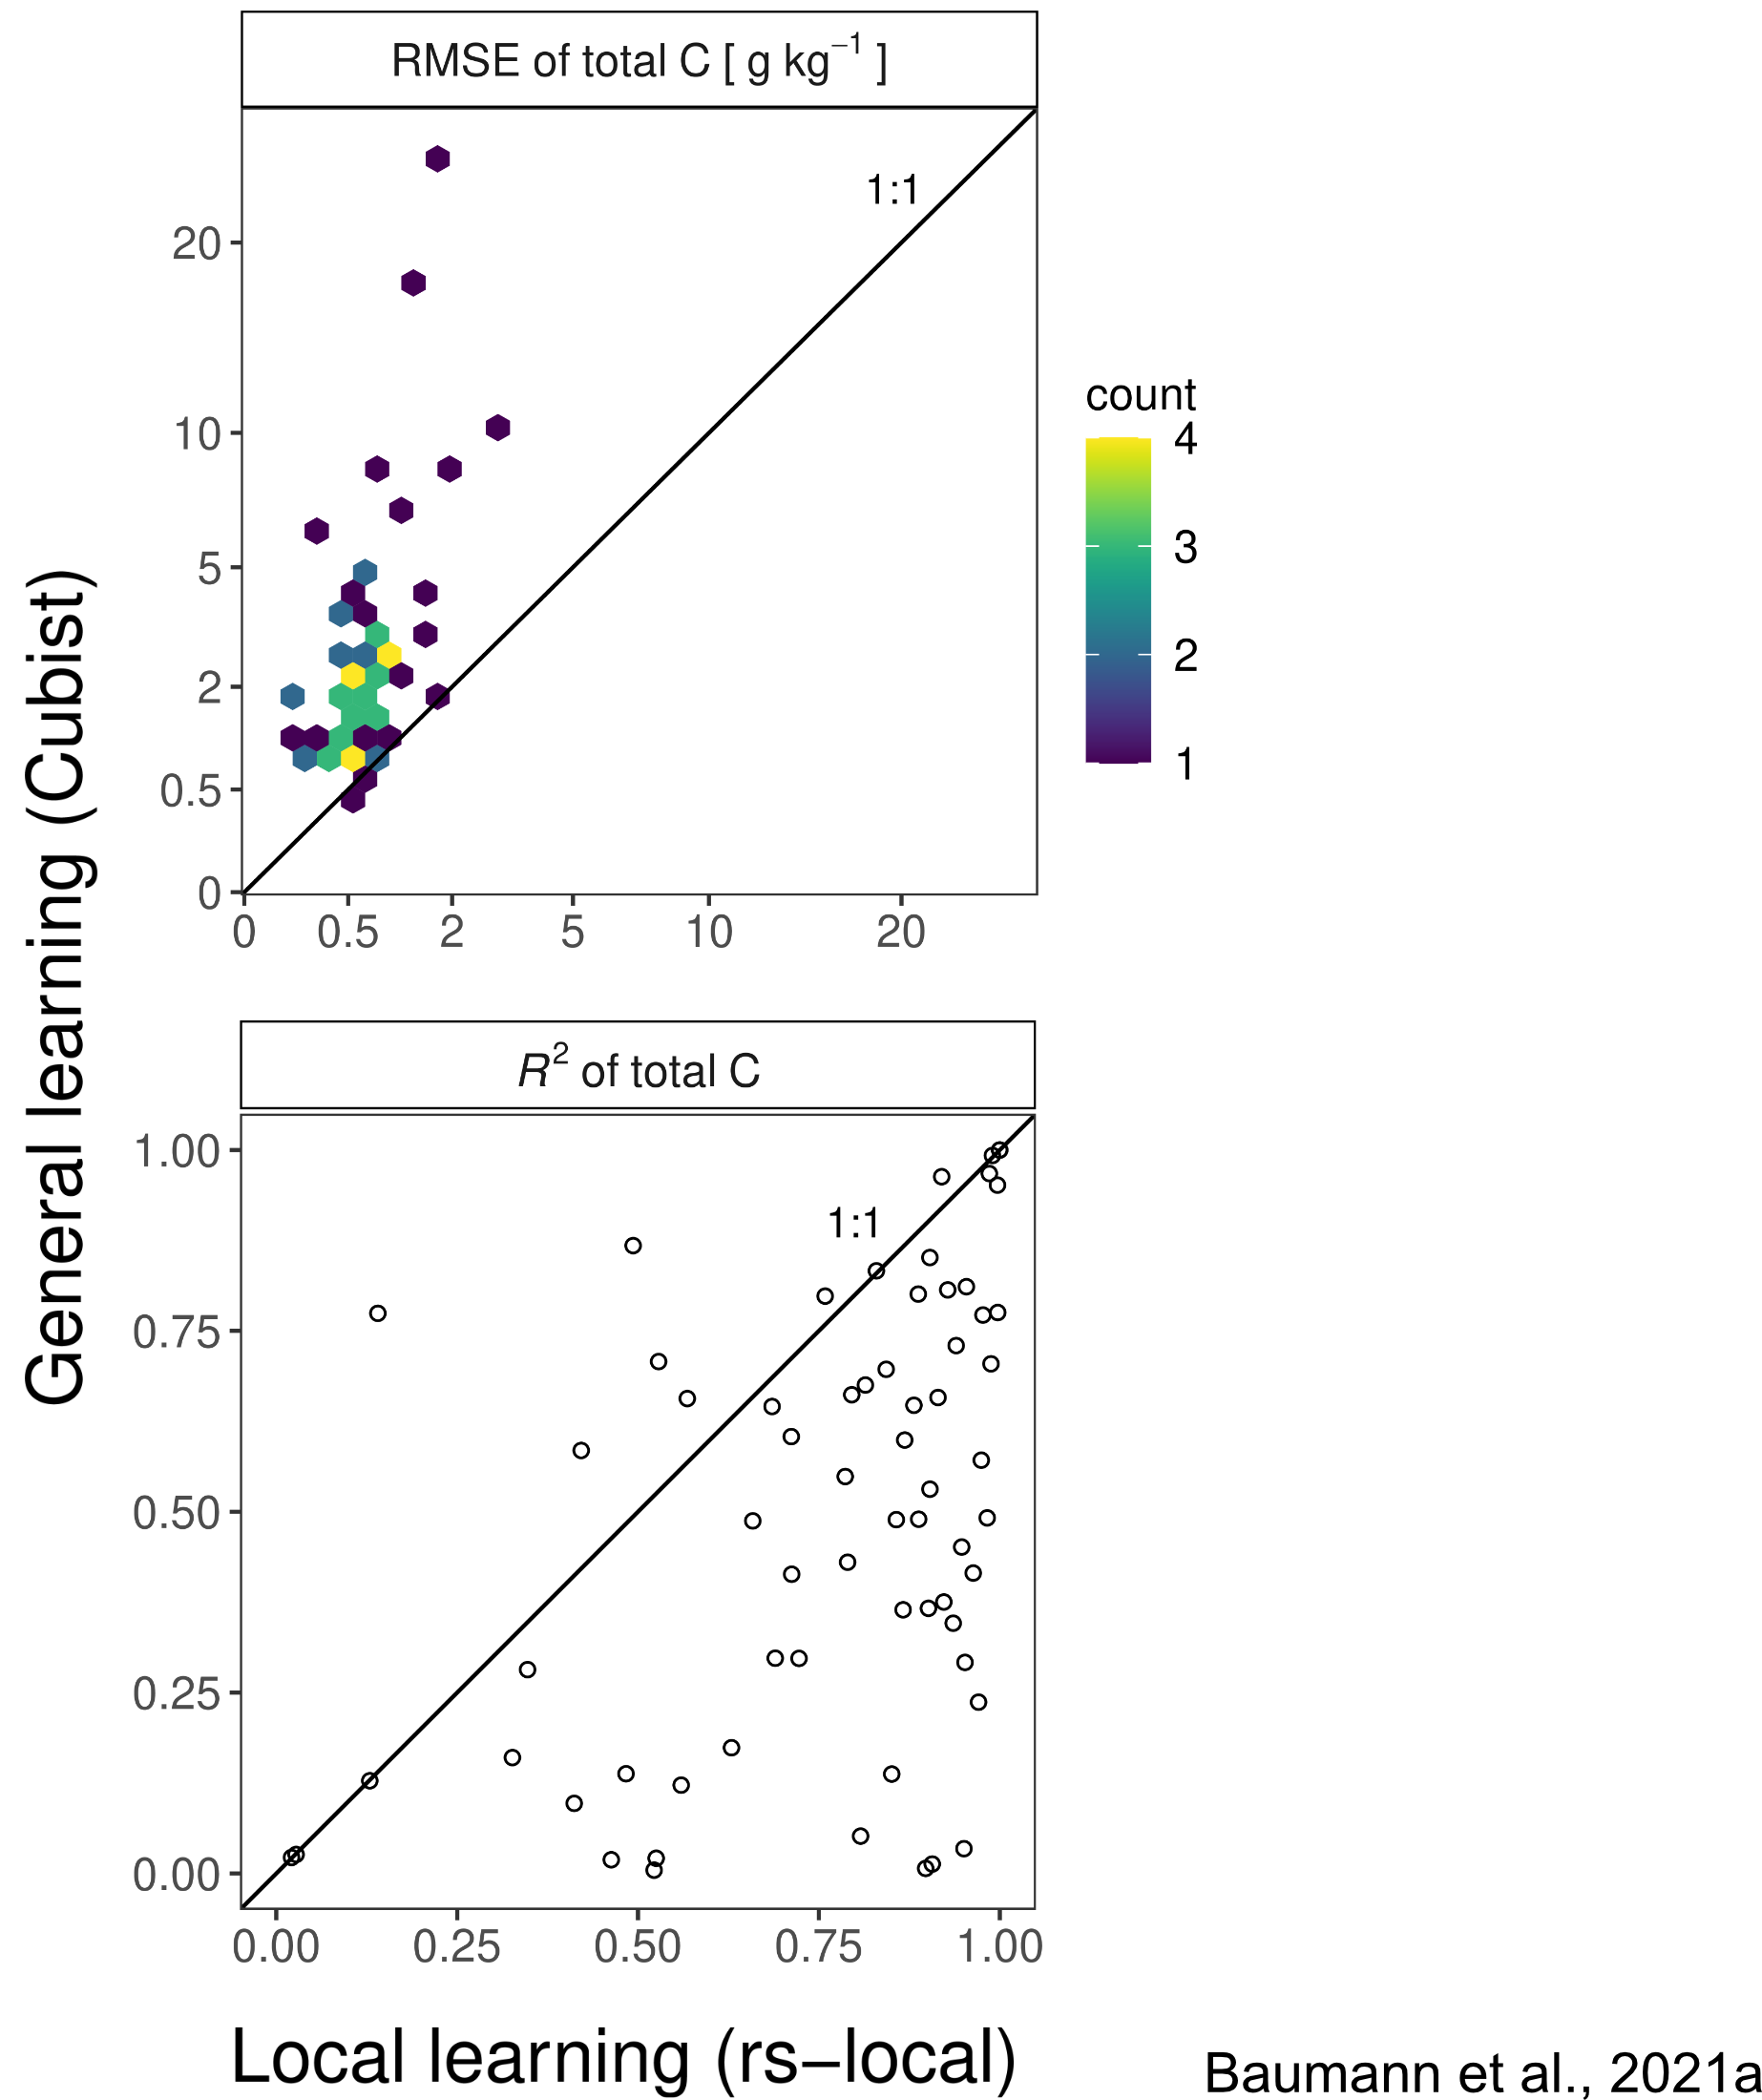 RMSE of total C [ g kg⁻¹ ]
1:1
20
10
5
2
0.5
0
0 0.5 2 5 10 20
count
4
3
2
1
General learning (Cubist)
R² of total C
1:1
1.00
0.75
0.50
0.25
0.00
0.00 0.25 0.50 0.75 1.00
Local learning (rs−local)
Baumann et al., 2021a